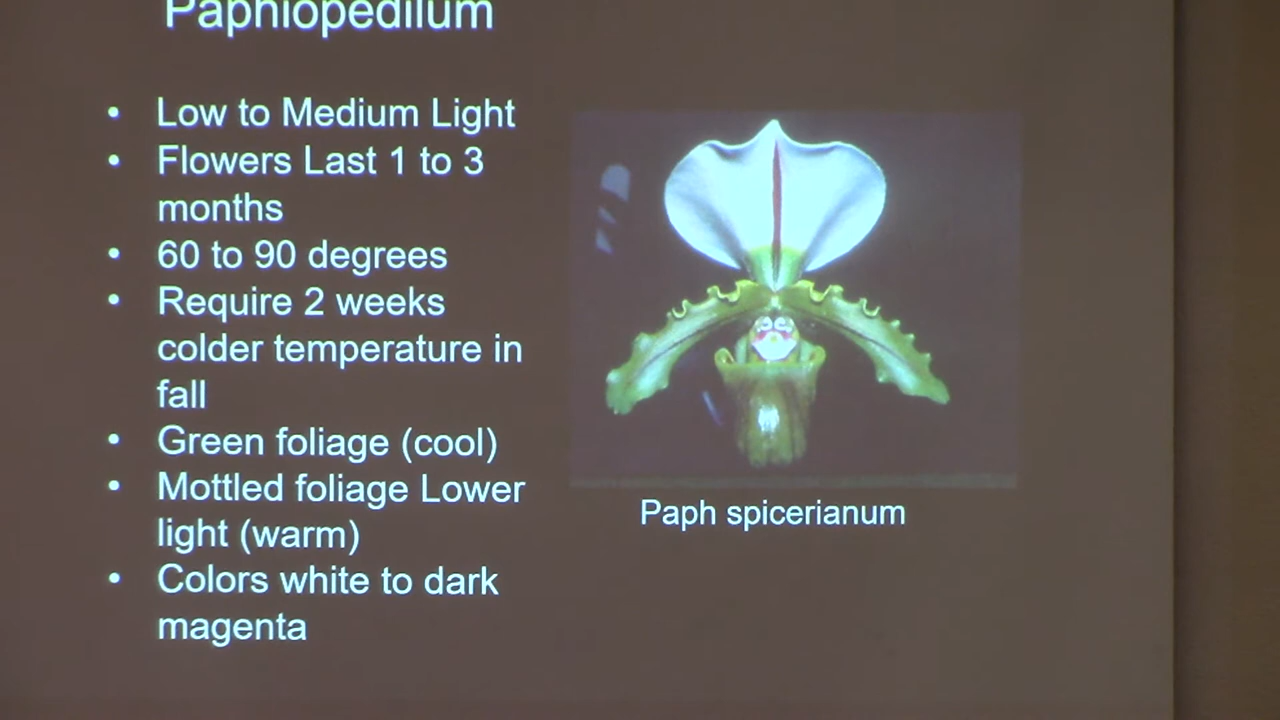 Paphiopedilum
• Low to Medium Light
• Flowers Last 1 to 3
months
• 60 to 90 degrees
• Require 2 weeks
colder temperature in
fall
• Green foliage (cool)
• Mottled foliage Lower
light (warm)
• Colors white to dark
magenta
Paph spicerianum